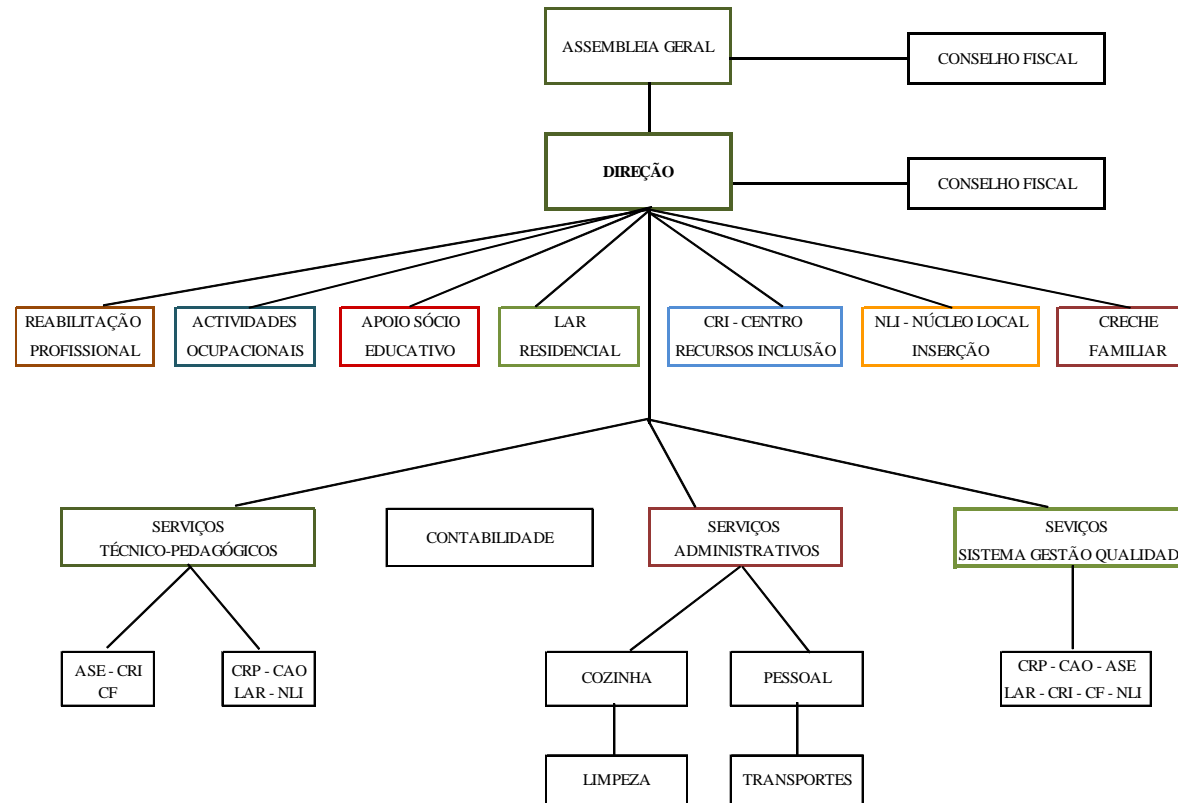 ASSEMBLEIA GERAL
CONSELHO FISCAL
DIREÇÃO
CONSELHO FISCAL
REABILITAÇÃO
PROFISSIONAL
ACTIVIDADES
OCUPACIONAIS
APOIO SÓCIO
EDUCATIVO
LAR
RESIDENCIAL
CRI - CENTRO
RECURSOS INCLUSÃO
NLI - NÚCLEO LOCAL
INSERÇÃO
CRECHE
FAMILIAR
SERVIÇOS
TÉCNICO-PEDAGÓGICOS
CONTABILIDADE
SERVIÇOS
ADMINISTRATIVOS
SEVIÇOS
SISTEMA GESTÃO QUALIDAD
ASE - CRI
CF
CRP - CAO
LAR - NLI
COZINHA
PESSOAL
CRP - CAO - ASE
LAR - CRI - CF - NLI
LIMPEZA
TRANSPORTES